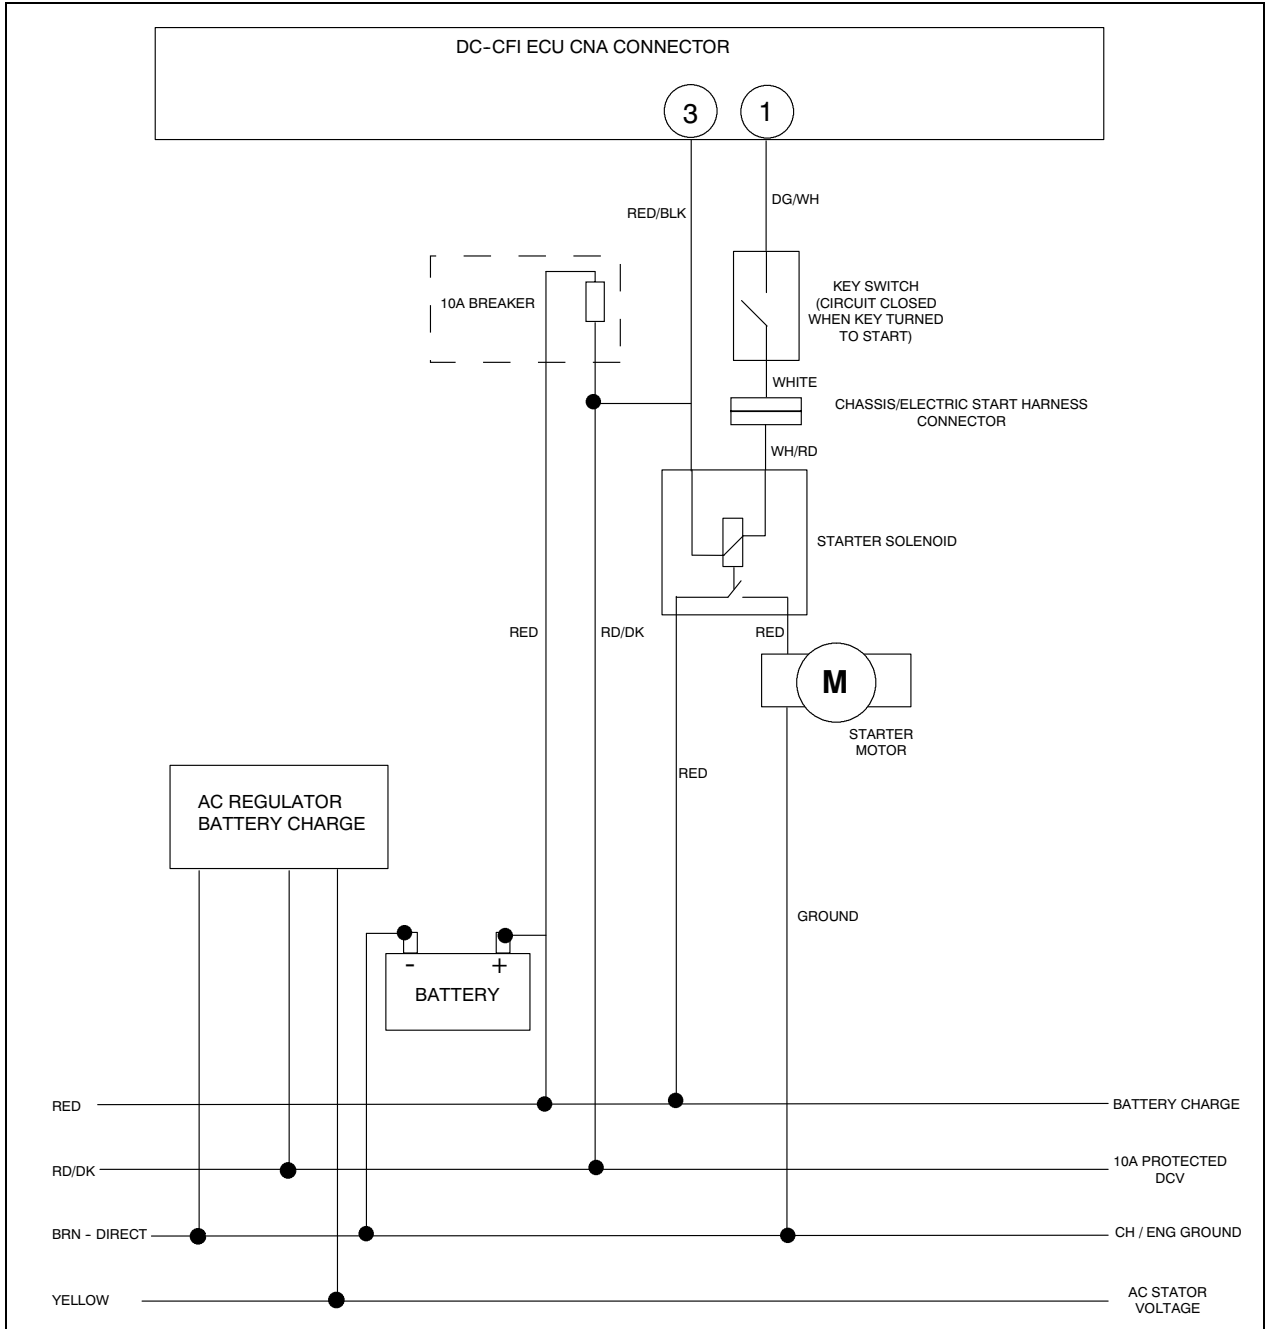 DC-CFI ECU CNA CONNECTOR
3
1
DG/WH
RED/BLK
10A BREAKER
KEY SWITCH
(CIRCUIT CLOSED
WHEN KEY TURNED
TO START)
WHITE
CHASSIS/ELECTRIC START HARNESS
CONNECTOR
WH/RD
STARTER SOLENOID
RED
RD/DK
RED
M
STARTER
MOTOR
RED
AC REGULATOR
BATTERY CHARGE
GROUND
- +
BATTERY
RED
BATTERY CHARGE
RD/DK
10A PROTECTED
DCV
BRN - DIRECT
CH / ENG GROUND
YELLOW
AC STATOR
VOLTAGE